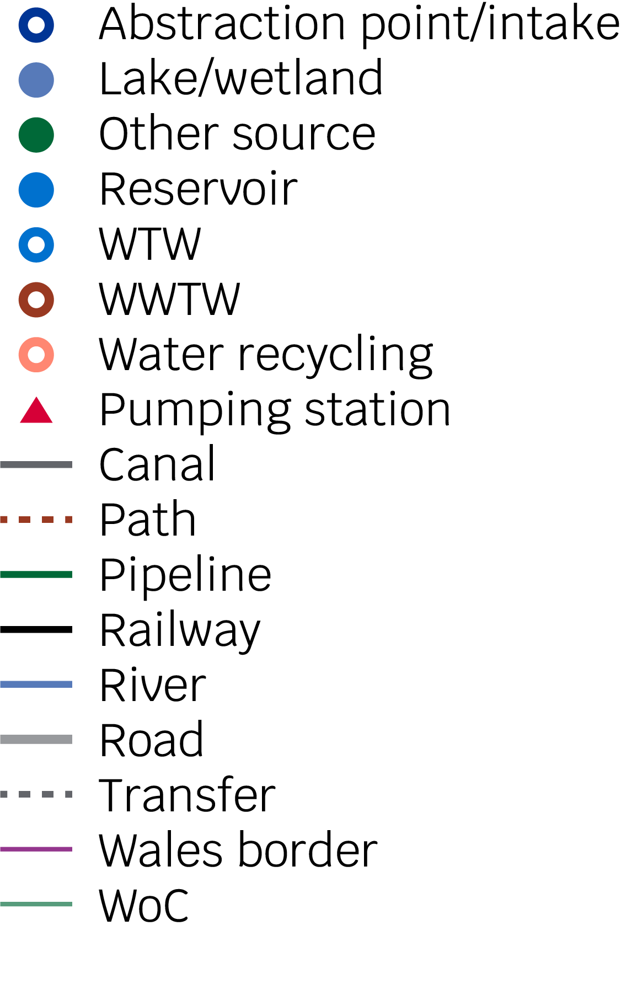 Abstraction point/intake
Lake/wetland
Other source
Reservoir
WTW
WWTW
Water recycling
Pumping station
Canal
Path
Pipeline
Railway
River
Road
Transfer
Wales border
WoC